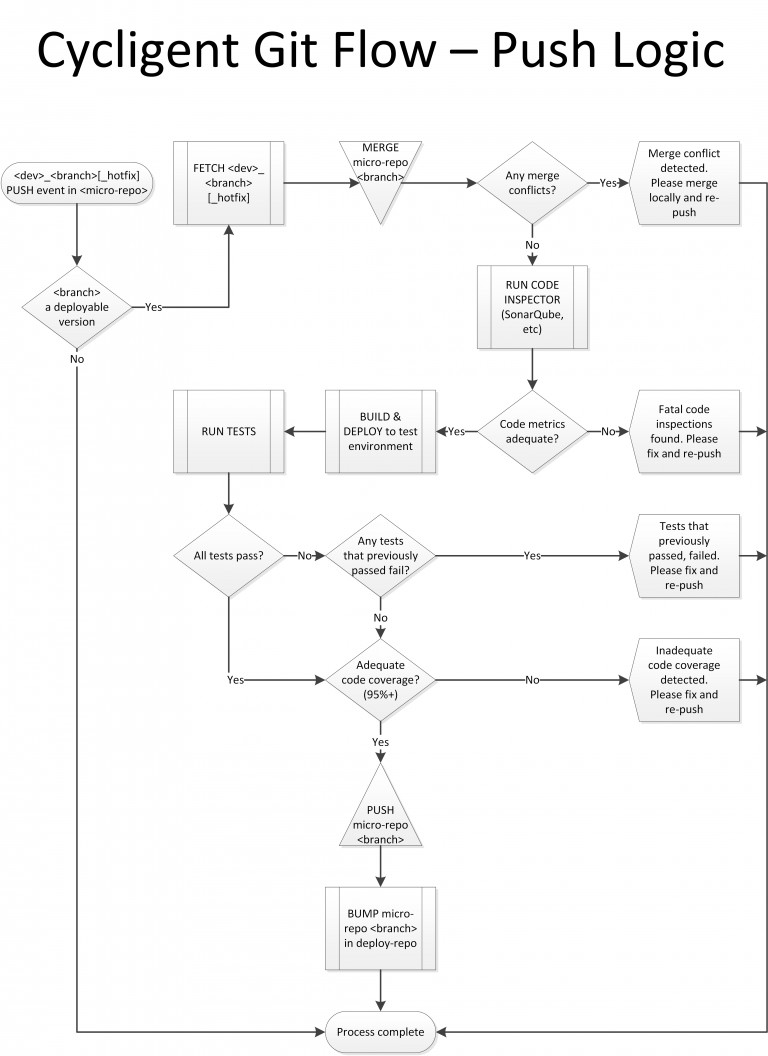 Cycligent Git Flow – Push Logic
<dev>_<branch>[_hotfix]
PUSH event in <micro-repo>
FETCH <dev>_
<branch>
[_hotfix]
MERGE
micro-repo
<branch>
Any merge
conflicts?
Yes
Merge conflict
detected.
Please merge
locally and re-
push
No
<branch>
a deployable
version
Yes
No
RUN CODE
INSPECTOR
(SonarQube,
etc)
RUN TESTS
BUILD &
DEPLOY to test
environment
Yes
Code metrics
adequate?
No
Fatal code
inspections
found. Please
fix and re-push
All tests pass?
No
Any tests
that previously
passed fail?
Yes
Tests that
previously
passed, failed.
Please fix and
re-push
No
Yes
Adequate
code coverage?
(95%+)
No
Inadequate
code coverage
detected.
Please fix and
re-push
Yes
PUSH
micro-repo
<branch>
BUMP micro-
repo <branch>
in deploy-repo
Process complete